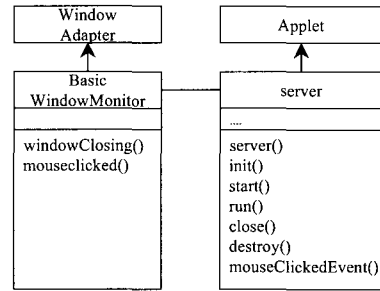 Window
Adapter
Applet
Basic
WindowMonitor
server
....
windowClosing()
mouseclicked()
server()
init()
start()
run()
close()
destroy()
mouseClickedEvent()